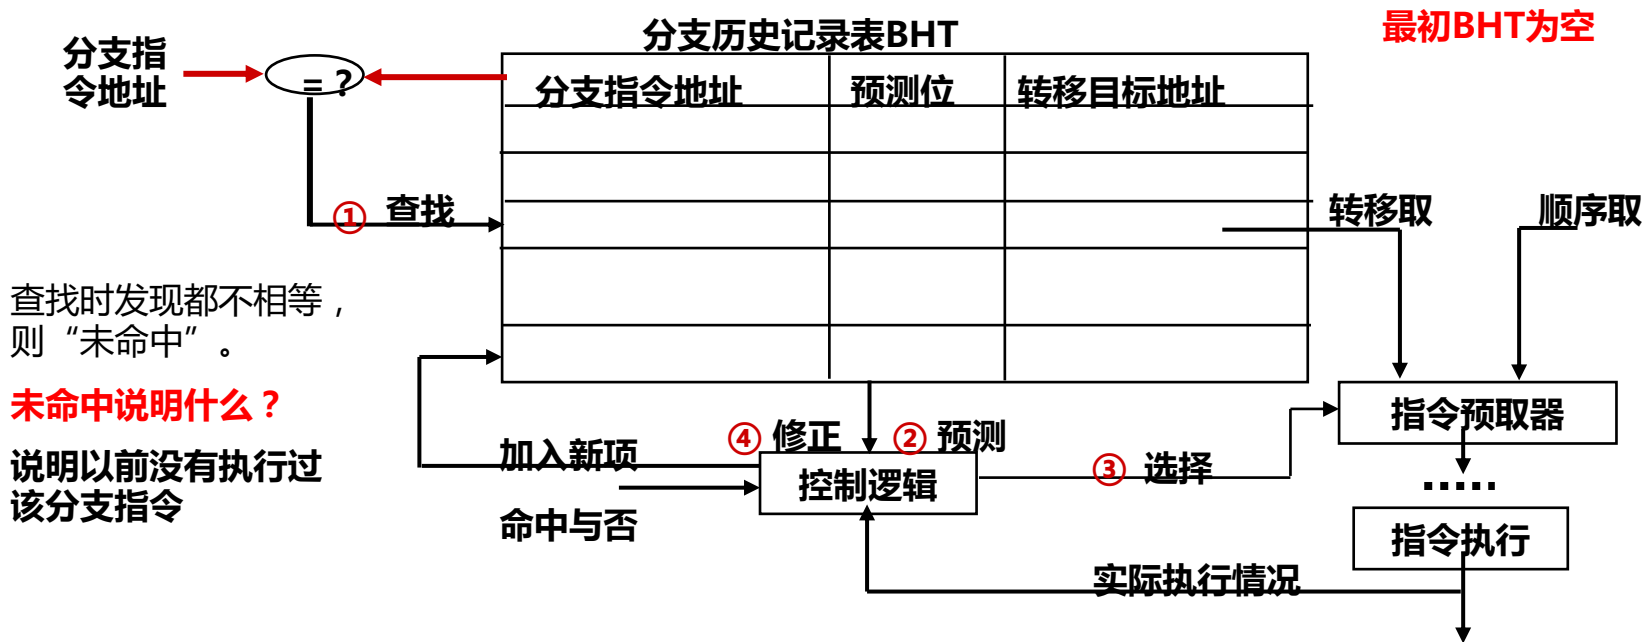 分支历史记录表BHT
最初BHT为空
分支指
令地址
= ?
分支指令地址 预测位 转移目标地址
① 查找
转移取
顺序取
查找时发现都不相等，
则“未命中”。
未命中说明什么？
说明以前没有执行过
该分支指令
加入新项
④ 修正
② 预测
命中与否
控制逻辑
③ 选择
指令预取器
.....
指令执行
实际执行情况